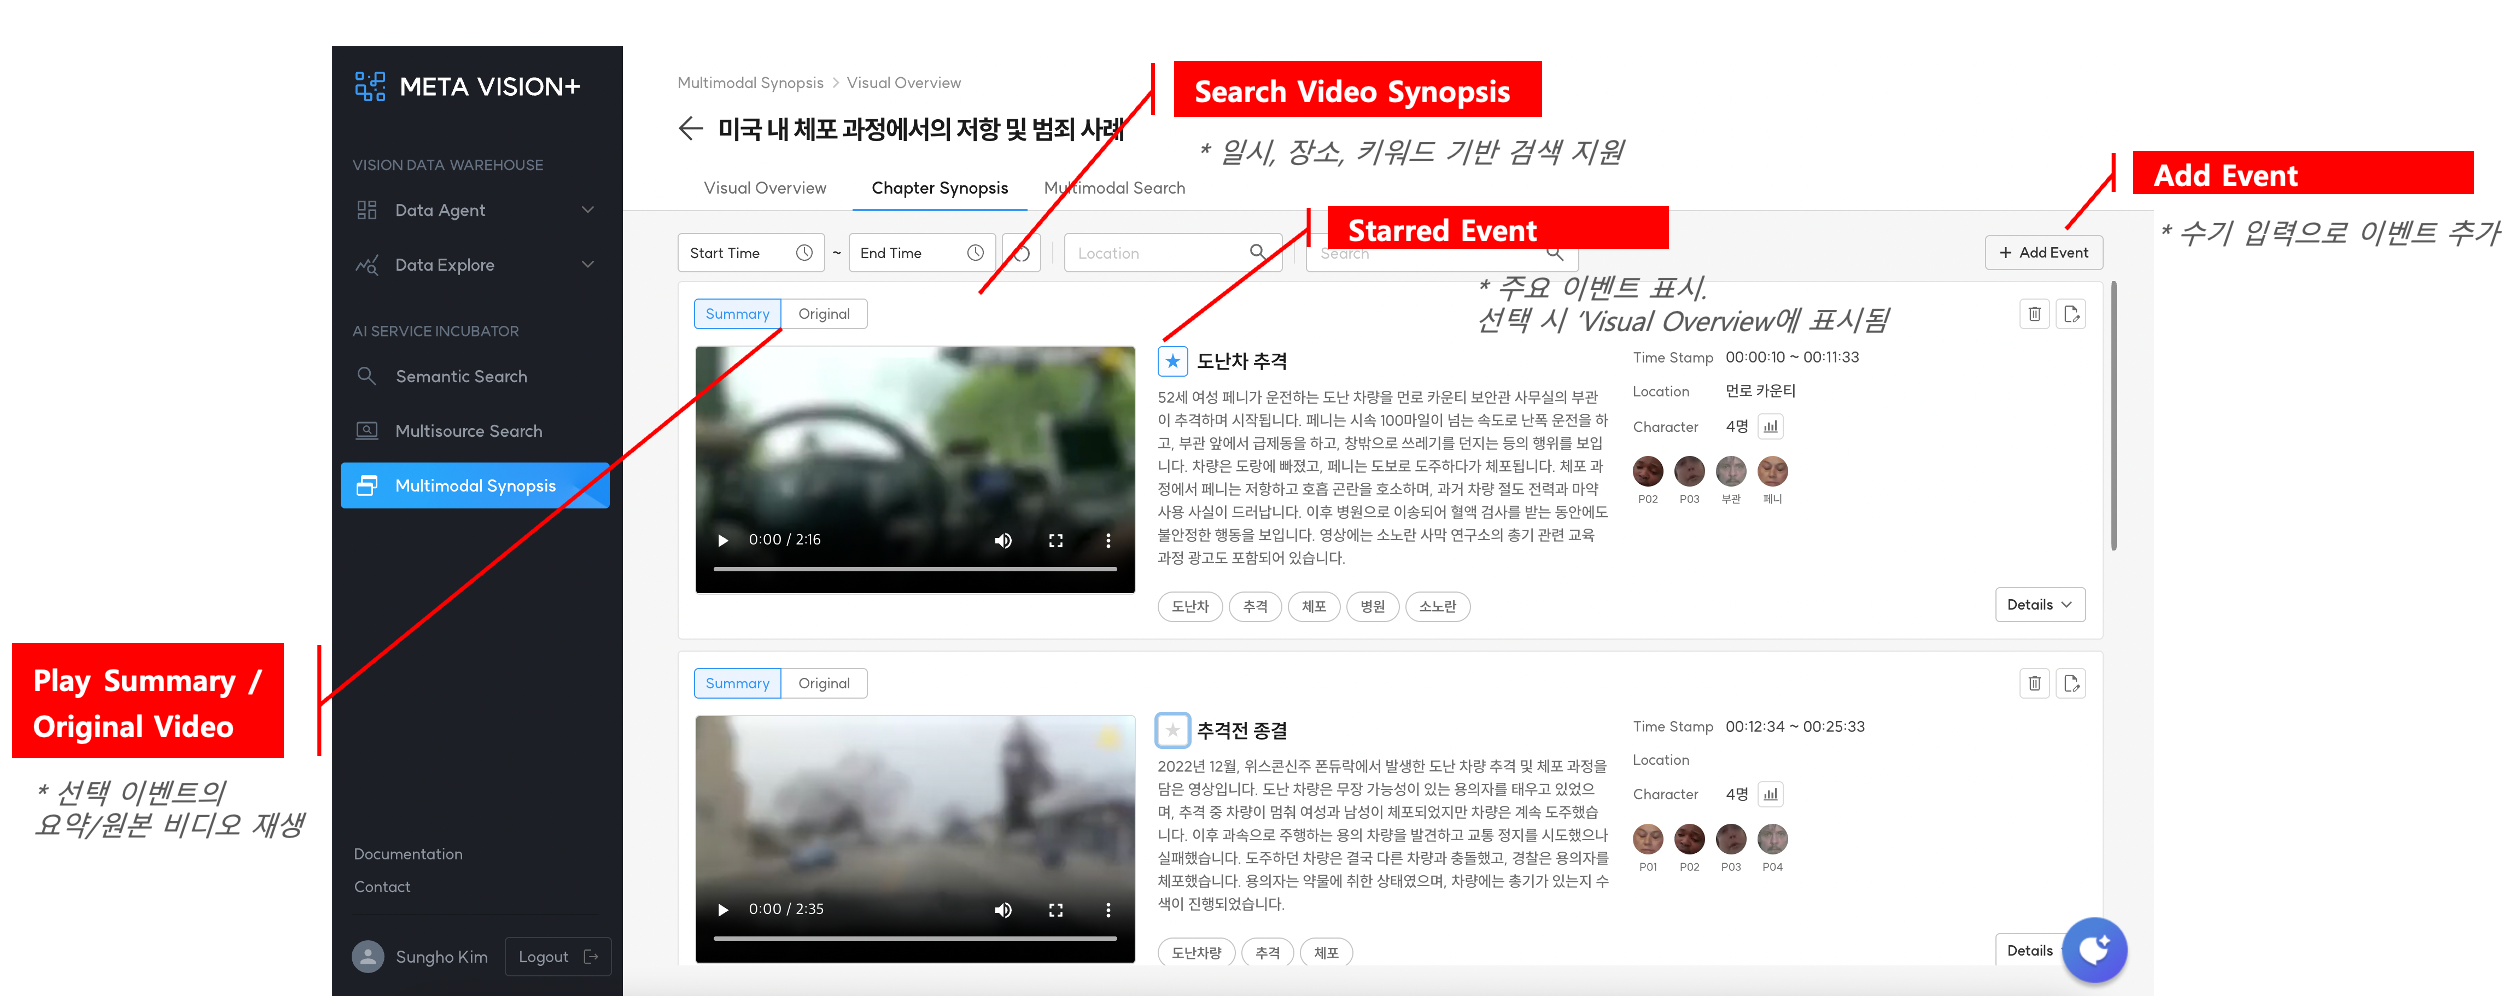 META VISION+
VISION DATA WAREHOUSE
Data Agent
Data Explore
AI SERVICE INCUBATOR
Semantic Search
Multisource Search
Multimodal Synopsis
Documentation
Contact
Sungho Kim
Logout
Play Summary /
Original Video
* 선택 이벤트의
요약/원본 비디오 재생
Multimodal Synopsis > Visual Overview
미국 내 체포 과정에서의 저항 및 범죄 사례
Search Video Synopsis
* 일시, 장소, 키워드 기반 검색 지원
Visual Overview
Chapter Synopsis
Multimodal Search
Add Event
* 수기 입력으로 이벤트 추가
Starred Event
* 주요 이벤트 표시.
선택 시 ‘Visual Overview에 표시됨
Start Time
~
End Time
Location
Search
+ Add Event
Summary
Original
0:00 / 2:16
도난차 추격
52세 여성 페니가 운전하는 도난 차량을 먼로 카운티 보안관 사무실의 부관
이 추격하며 시작됩니다. 페니는 시속 100마일이 넘는 속도로 난폭 운전을 하
고, 부관 앞에서 급제동을 하고, 창밖으로 쓰레기를 던지는 등의 행위를 보입
니다. 차량은 도랑에 빠졌고, 페니는 도보로 도주하다가 체포됩니다. 체포 과
정에서 페니는 저항하고 호흡 곤란을 호소하며, 과거 차량 절도 전력과 마약
사용 사실이 드러납니다. 이후 병원으로 이송되어 혈액 검사를 받는 동안에도
불안정한 행동을 보입니다. 영상에는 소노란 사막 연구소의 총기 관련 교육
과정 광고도 포함되어 있습니다.
도난차
추격
체포
병원
소노란
Time Stamp 00:00:10 ~ 00:11:33
Location 먼로 카운티
Character 4명
P02
P03
부관
페니
Details
Summary
Original
0:00 / 2:35
추격전 종결
2022년 12월, 위스콘신주 폰듀락에서 발생한 도난 차량 추격 및 체포 과정을
담은 영상입니다. 도난 차량은 무장 가능성이 있는 용의자를 태우고 있었으
며, 추격 중 차량이 멈춰 여성과 남성이 체포되었지만 차량은 계속 도주했습
니다. 이후 과속으로 주행하는 용의 차량을 발견하고 교통 정지를 시도했으나
실패했습니다. 도주하던 차량은 결국 다른 차량과 충돌했고, 경찰은 용의자를
체포했습니다. 용의자는 약물에 취한 상태였으며, 차량에는 총기가 있는지 수
색이 진행되었습니다.
도난차량
추격
체포
Time Stamp 00:12:34 ~ 00:25:33
Location
Character 4명
P01
P02
P03
P04
Details